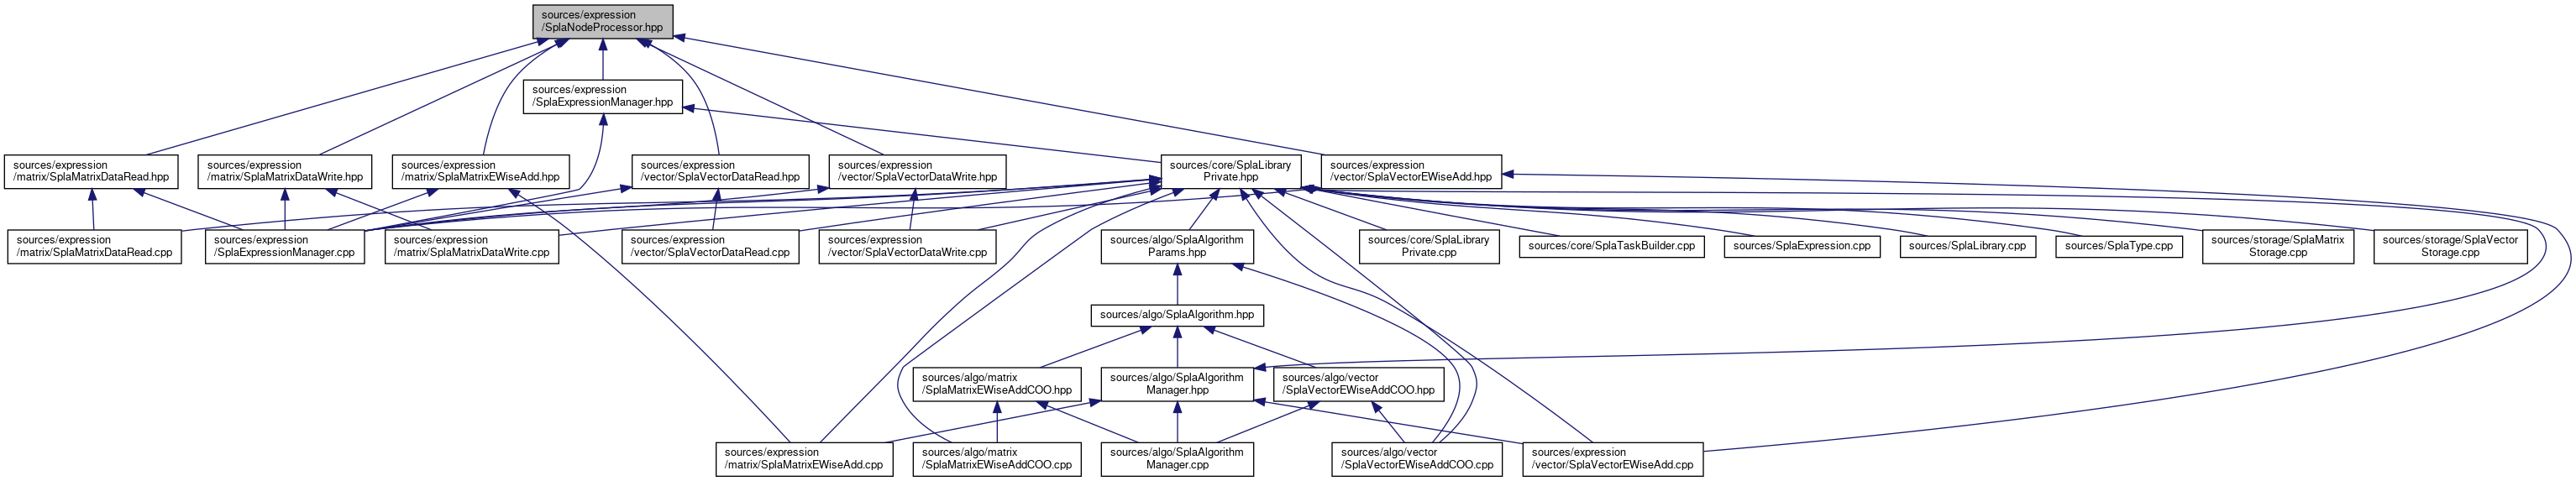 sources/expression
/SplaNodeProcessor.hpp
sources/expression
/SplaExpressionManager.hpp
sources/expression
/matrix/SplaMatrixDataRead.hpp
sources/expression
/matrix/SplaMatrixDataWrite.hpp
sources/expression
/matrix/SplaMatrixEWiseAdd.hpp
sources/expression
/vector/SplaVectorDataRead.hpp
sources/expression
/vector/SplaVectorDataWrite.hpp
sources/core/SplaLibrary
Private.hpp
sources/expression
/vector/SplaVectorEWiseAdd.hpp
sources/expression
/matrix/SplaMatrixDataRead.cpp
sources/expression
/SplaExpressionManager.cpp
sources/expression
/matrix/SplaMatrixDataWrite.cpp
sources/expression
/vector/SplaVectorDataRead.cpp
sources/expression
/vector/SplaVectorDataWrite.cpp
sources/algo/SplaAlgorithm
Params.hpp
sources/core/SplaLibrary
Private.cpp
sources/core/SplaTaskBuilder.cpp
sources/SplaExpression.cpp
sources/SplaLibrary.cpp
sources/SplaType.cpp
sources/storage/SplaMatrix
Storage.cpp
sources/storage/SplaVector
Storage.cpp
sources/algo/SplaAlgorithm.hpp
sources/algo/matrix
/SplaMatrixEWiseAddCOO.hpp
sources/algo/SplaAlgorithm
Manager.hpp
sources/algo/vector
/SplaVectorEWiseAddCOO.hpp
sources/expression
/matrix/SplaMatrixEWiseAdd.cpp
sources/algo/matrix
/SplaMatrixEWiseAddCOO.cpp
sources/algo/SplaAlgorithm
Manager.cpp
sources/algo/vector
/SplaVectorEWiseAddCOO.cpp
sources/expression
/vector/SplaVectorEWiseAdd.cpp